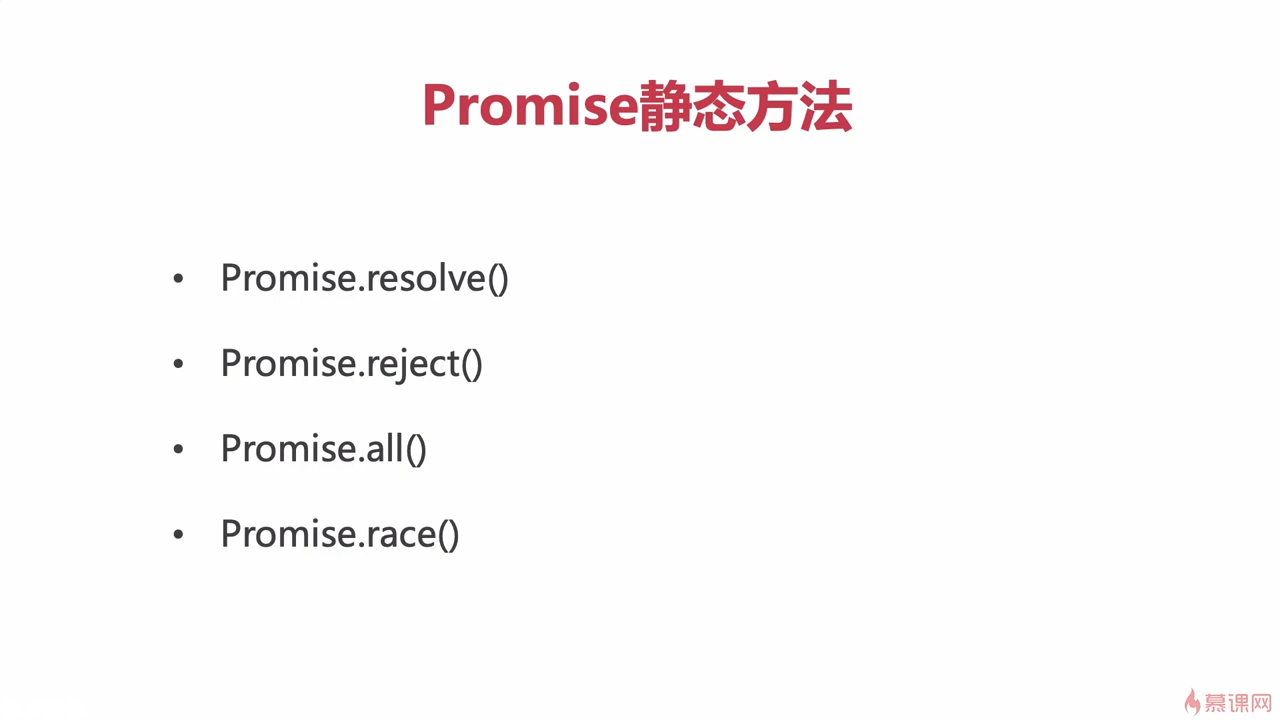 Promise静态方法
• Promise.resolve()
• Promise.reject()
• Promise.all()
• Promise.race()
慕课网